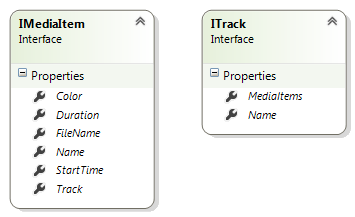 IMediaItem
Interface
Properties
Color
Duration
FileName
Name
StartTime
Track
ITrack
Interface
Properties
MediaItems
Name